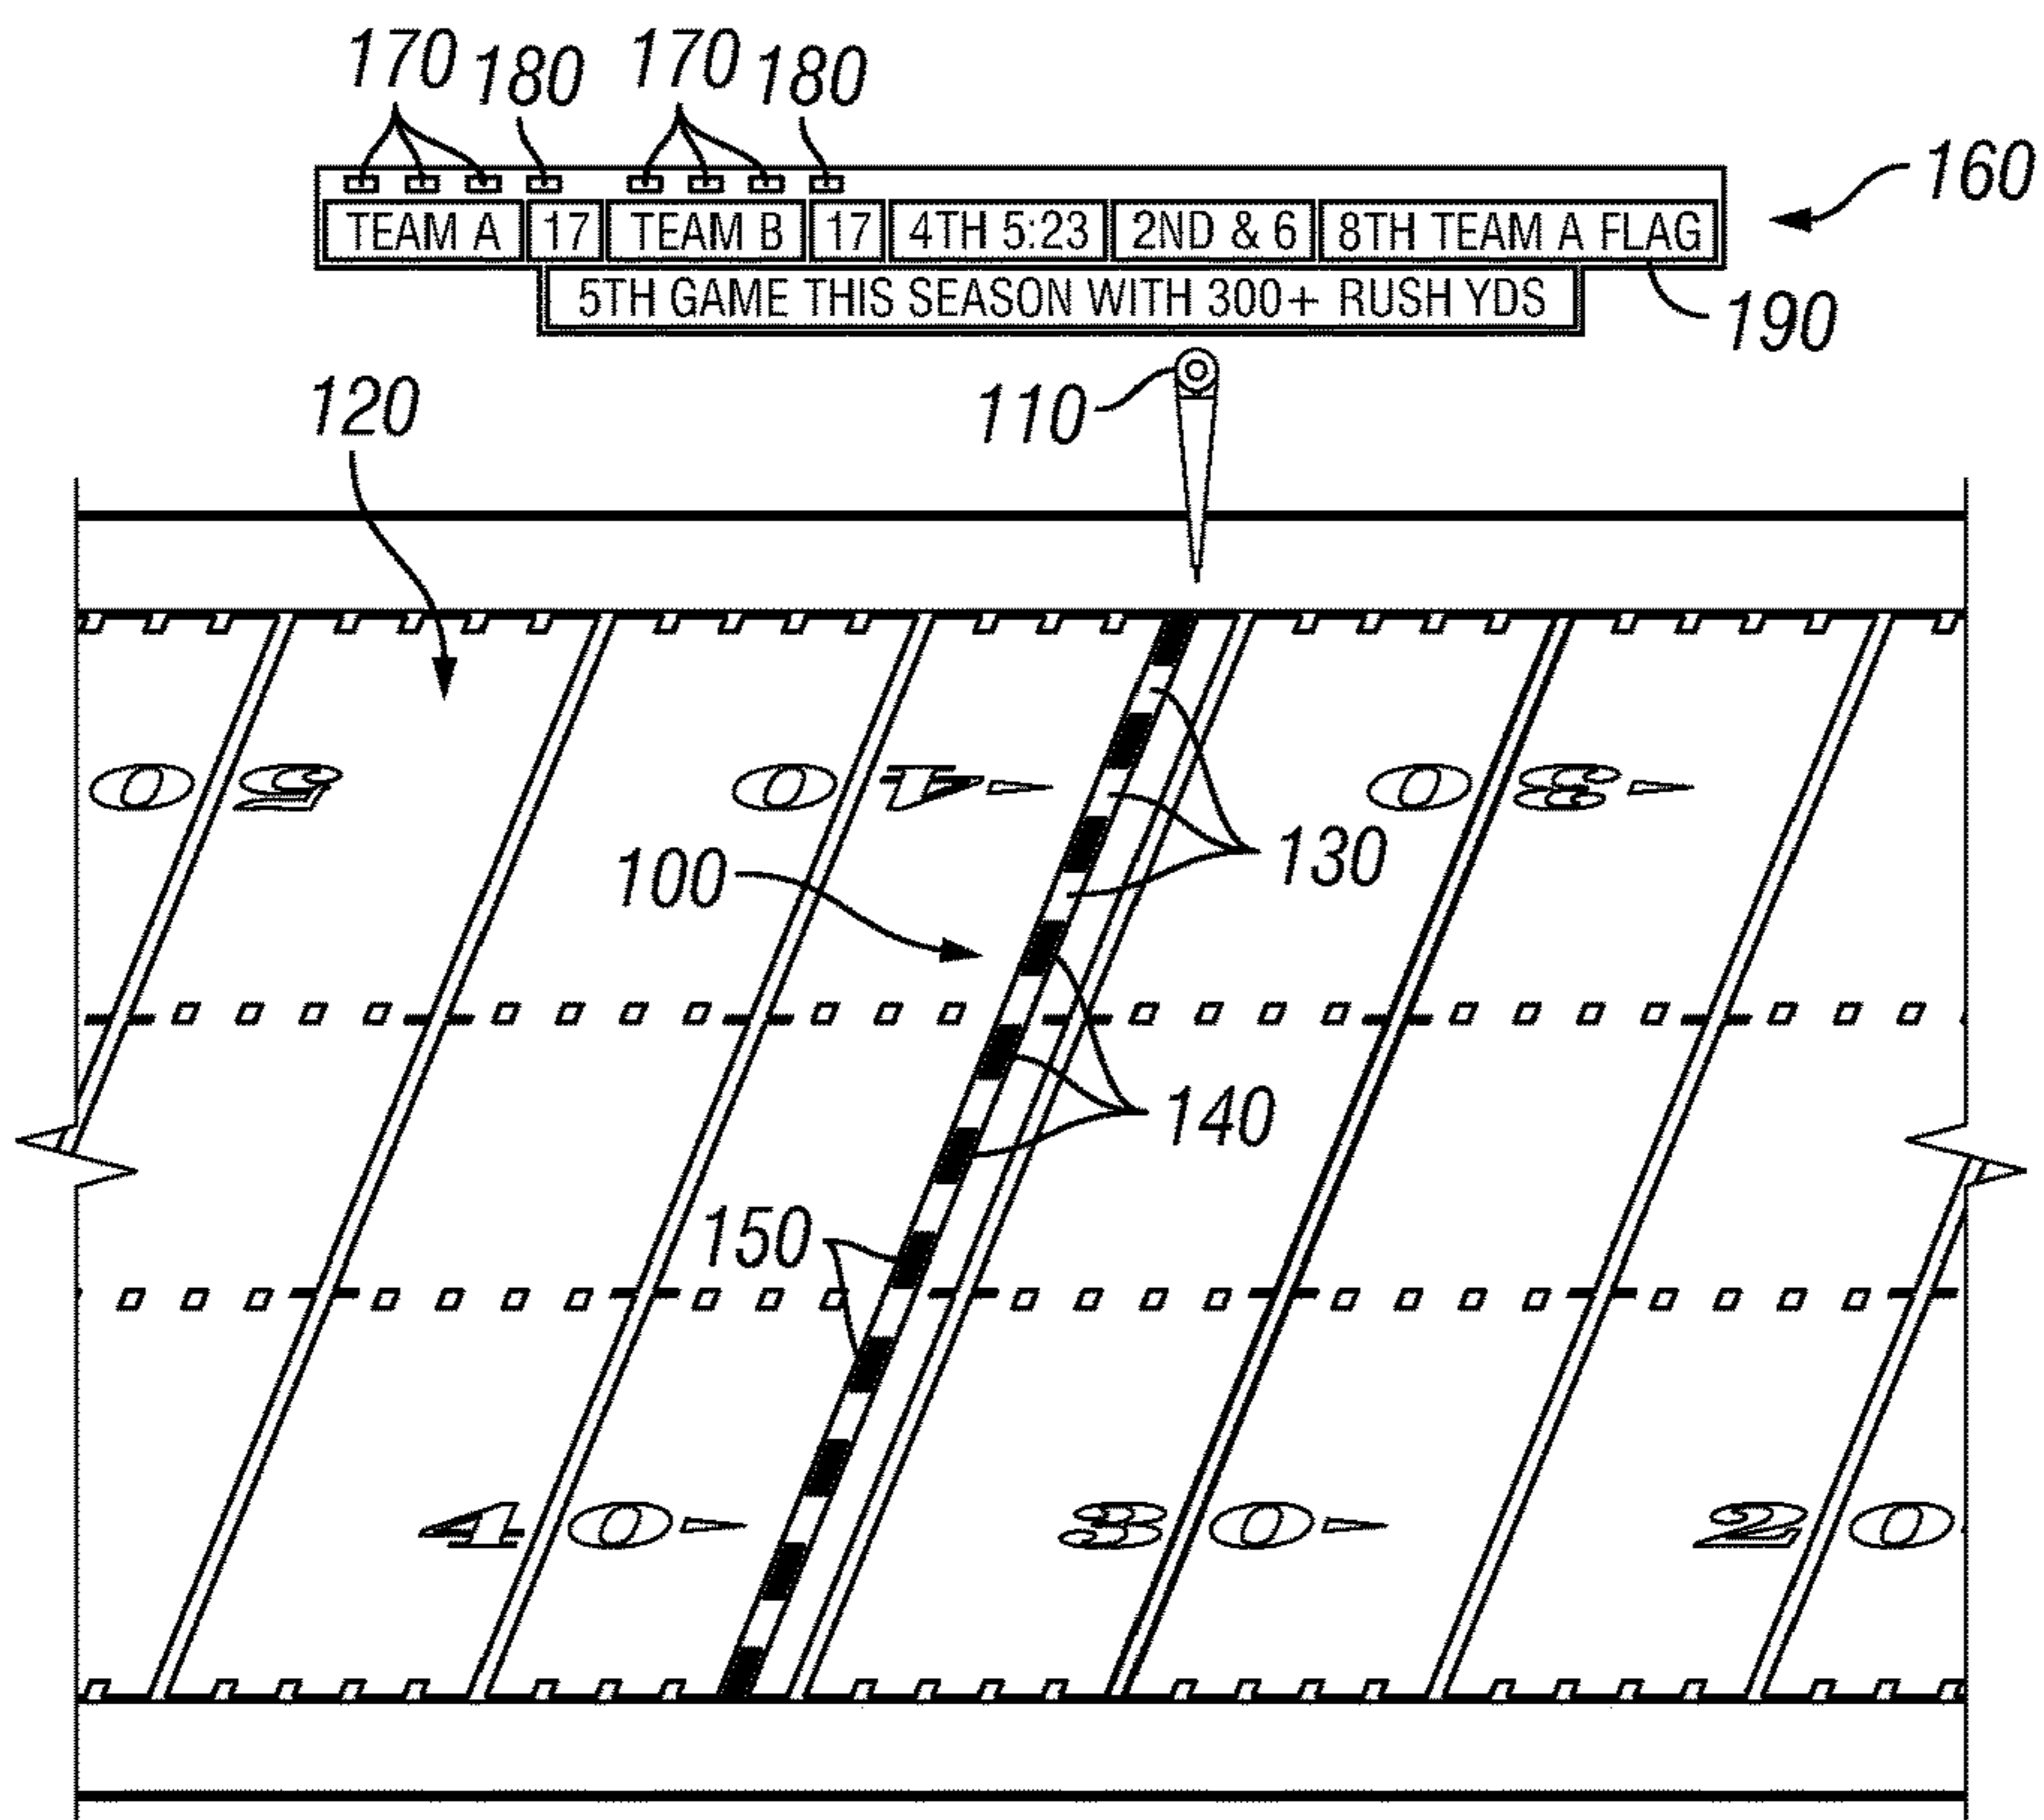 170 180 170 180
160
TEAM A 17 TEAM B 17 4TH 5:23 2ND & 6 8TH TEAM A FLAG
5TH GAME THIS SEASON WITH 300+ RUSH YDS
190
110
120
50 40 30
130
100
140
150
40 30 20